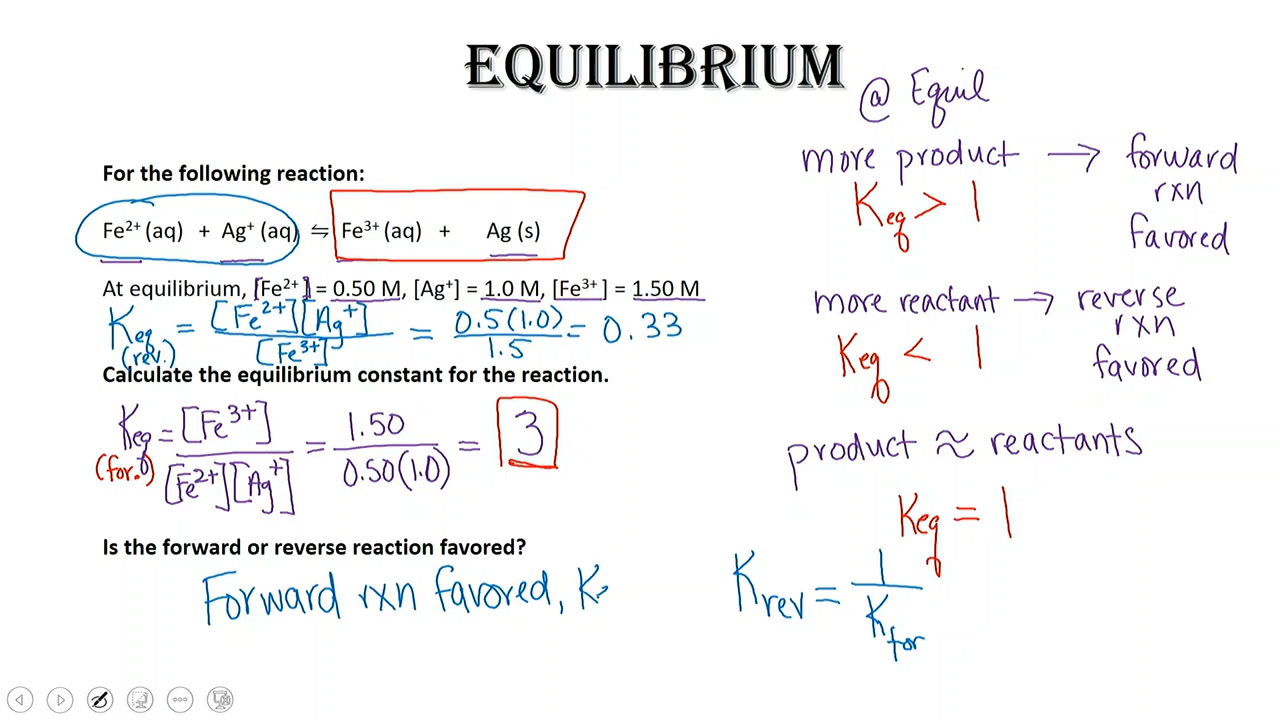 EQUILIBRIUM
@ Equil
more product → forward
rxn
favored
Keq > 1
For the following reaction:
Fe²⁺ (aq) + Ag⁺ (aq) ⇋ Fe³⁺ (aq) + Ag (s)
At equilibrium, [Fe²⁺] = 0.50 M, [Ag⁺] = 1.0 M, [Fe³⁺] = 1.50 M
Keq (rev.) = [Fe²⁺][Ag⁺] / [Fe³⁺] = 0.5(1.0) / 1.5 = 0.33
more reactant → reverse
rxn
favored
Keq < 1
Calculate the equilibrium constant for the reaction.
Keq (for.) = [Fe³⁺] / [Fe²⁺][Ag⁺] = 1.50 / 0.50(1.0) = 3
product ≈ reactants
Keq = 1
Is the forward or reverse reaction favored?
Forward rxn favored, K
Krev = 1 / Kfor